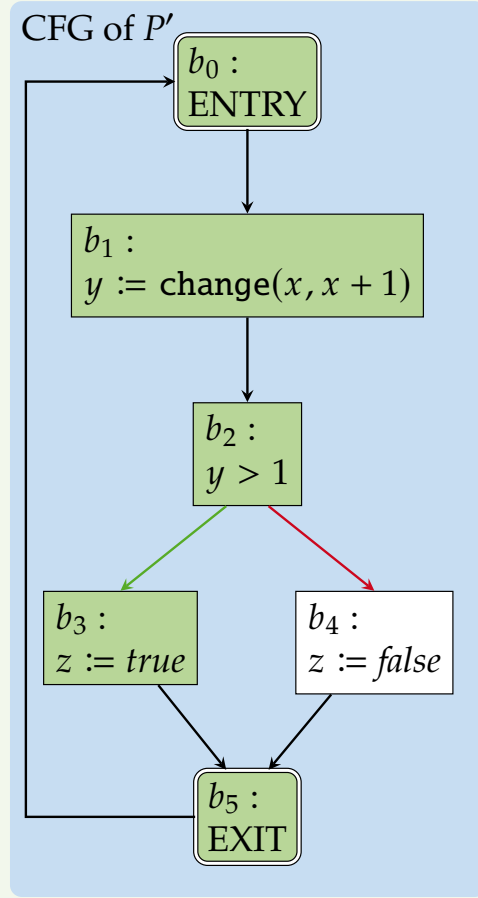 CFG of P′
b₀ :
ENTRY
b₁ :
y := change(x, x + 1)
b₂ :
y > 1
b₃ :
z := true
b₄ :
z := false
b₅ :
EXIT